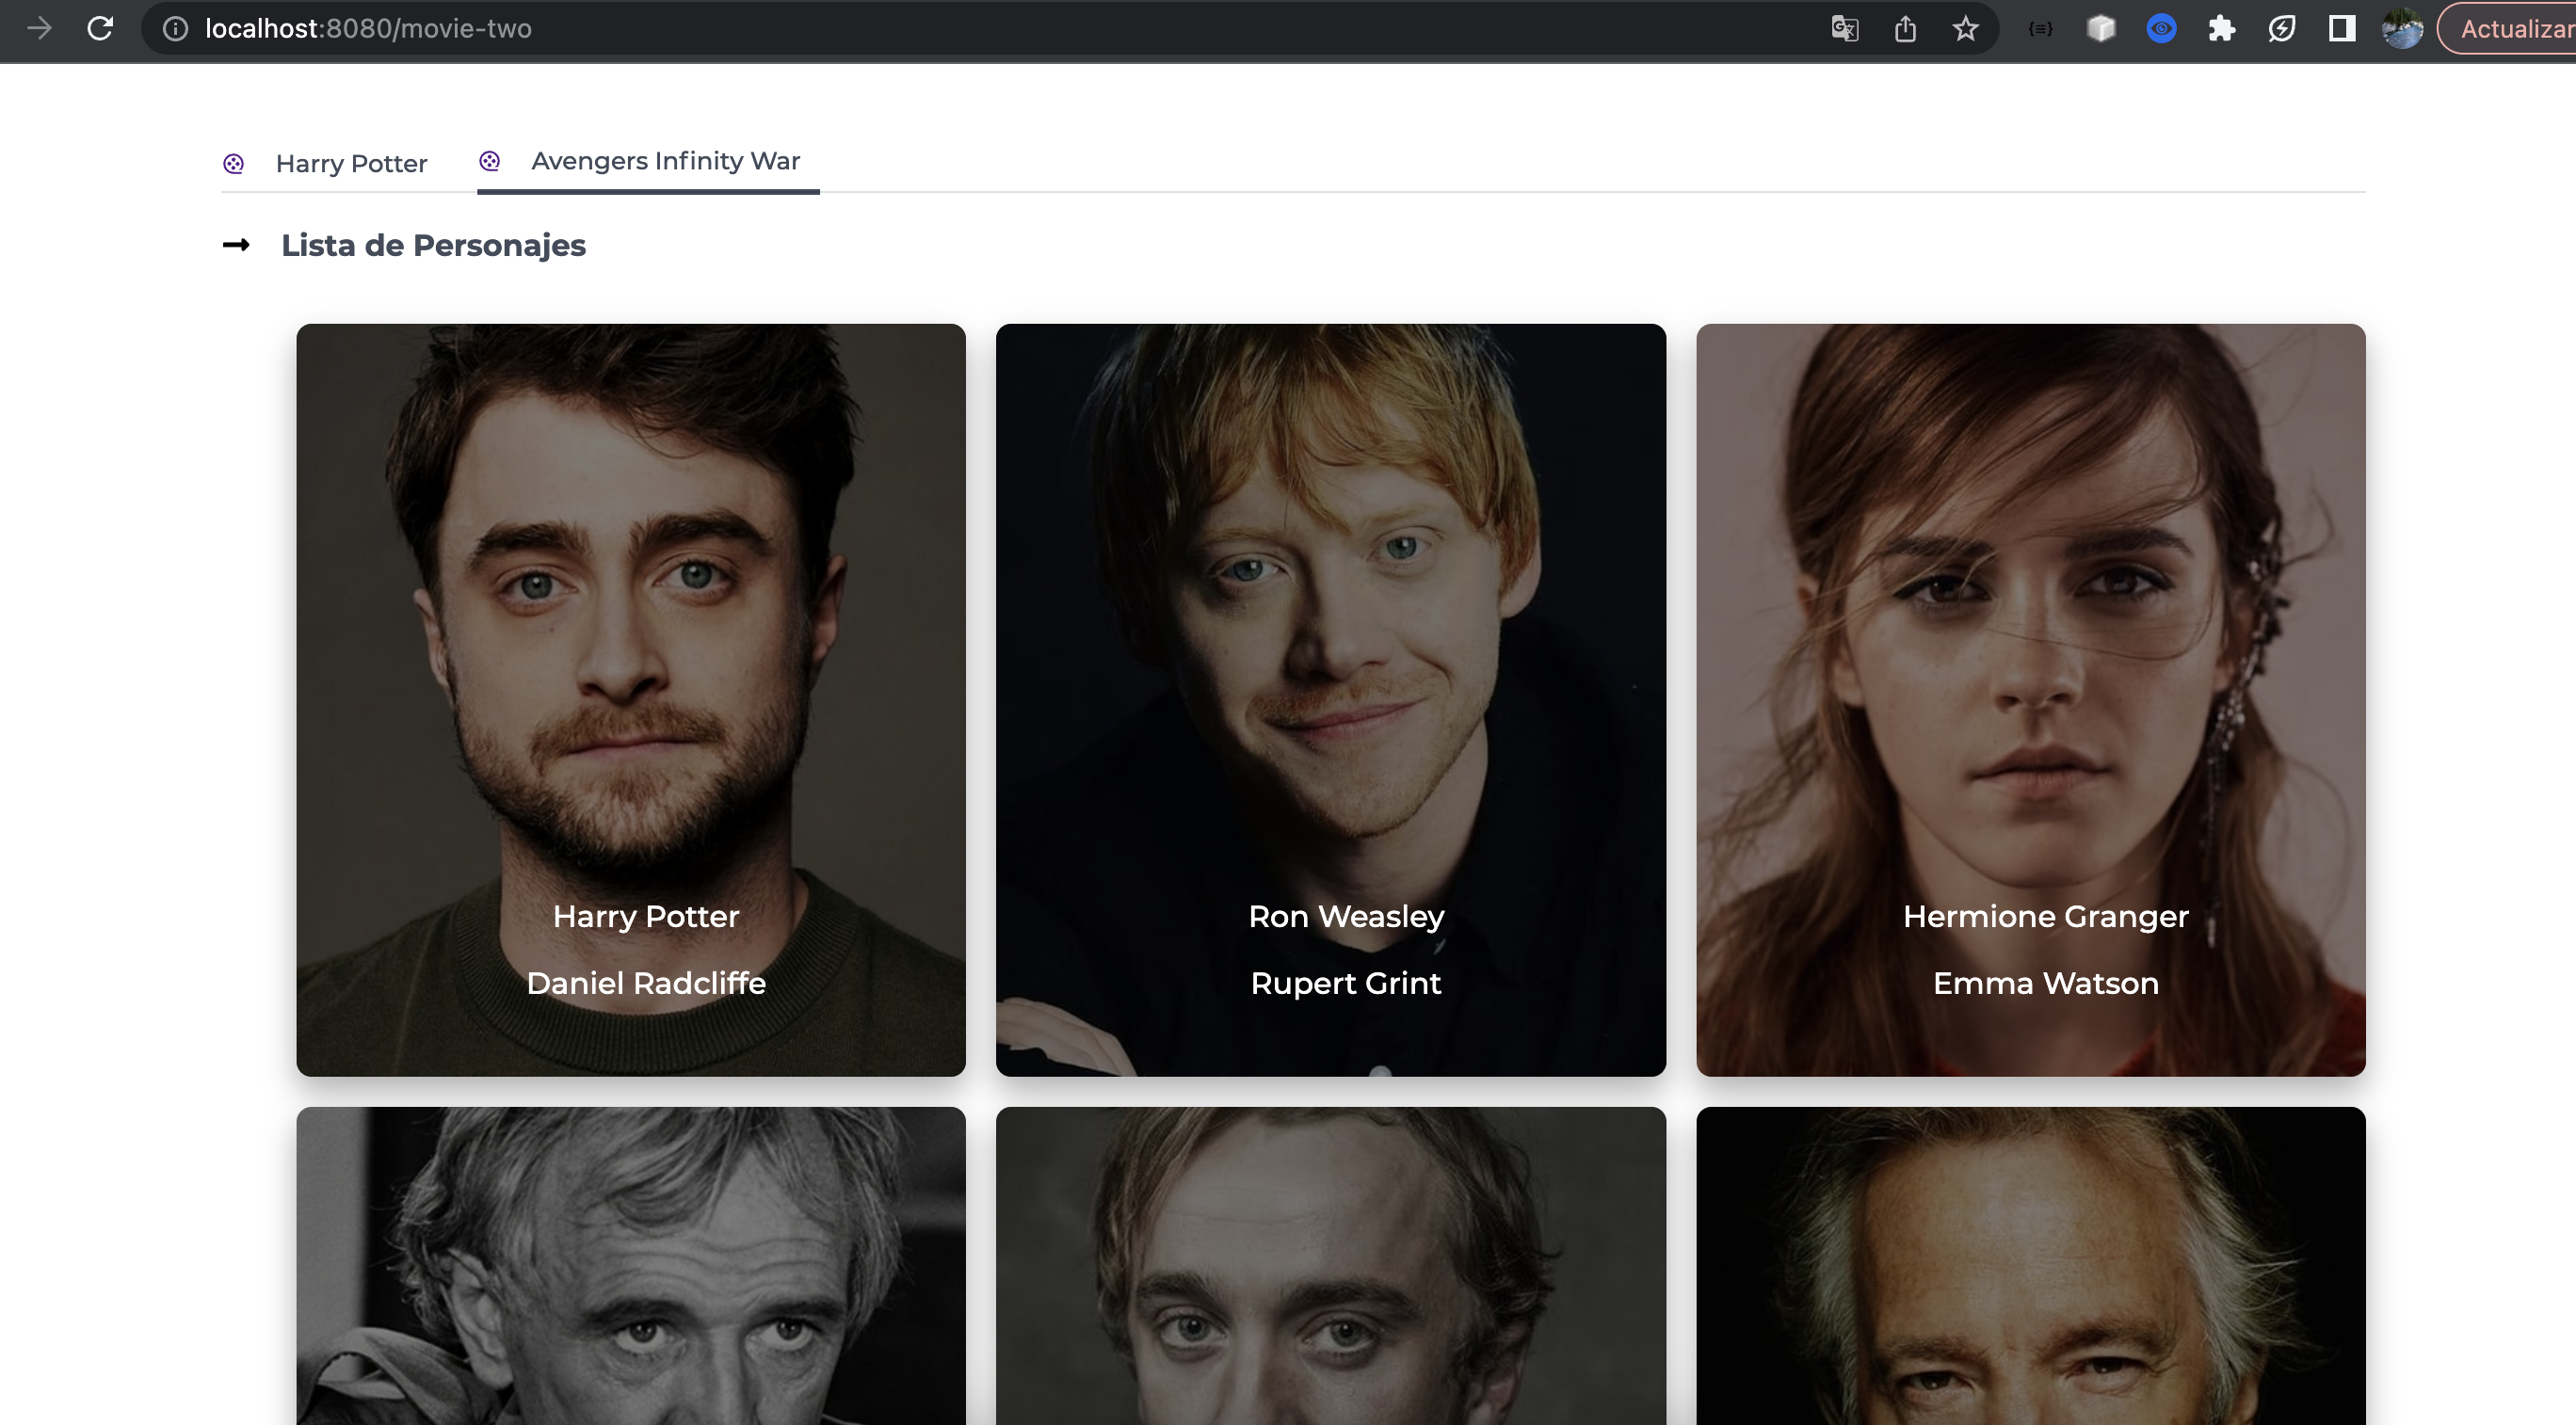 localhost:8080/movie-two
Actualizar
Harry Potter
Avengers Infinity War
Lista de Personajes
Harry Potter
Daniel Radcliffe
Ron Weasley
Rupert Grint
Hermione Granger
Emma Watson